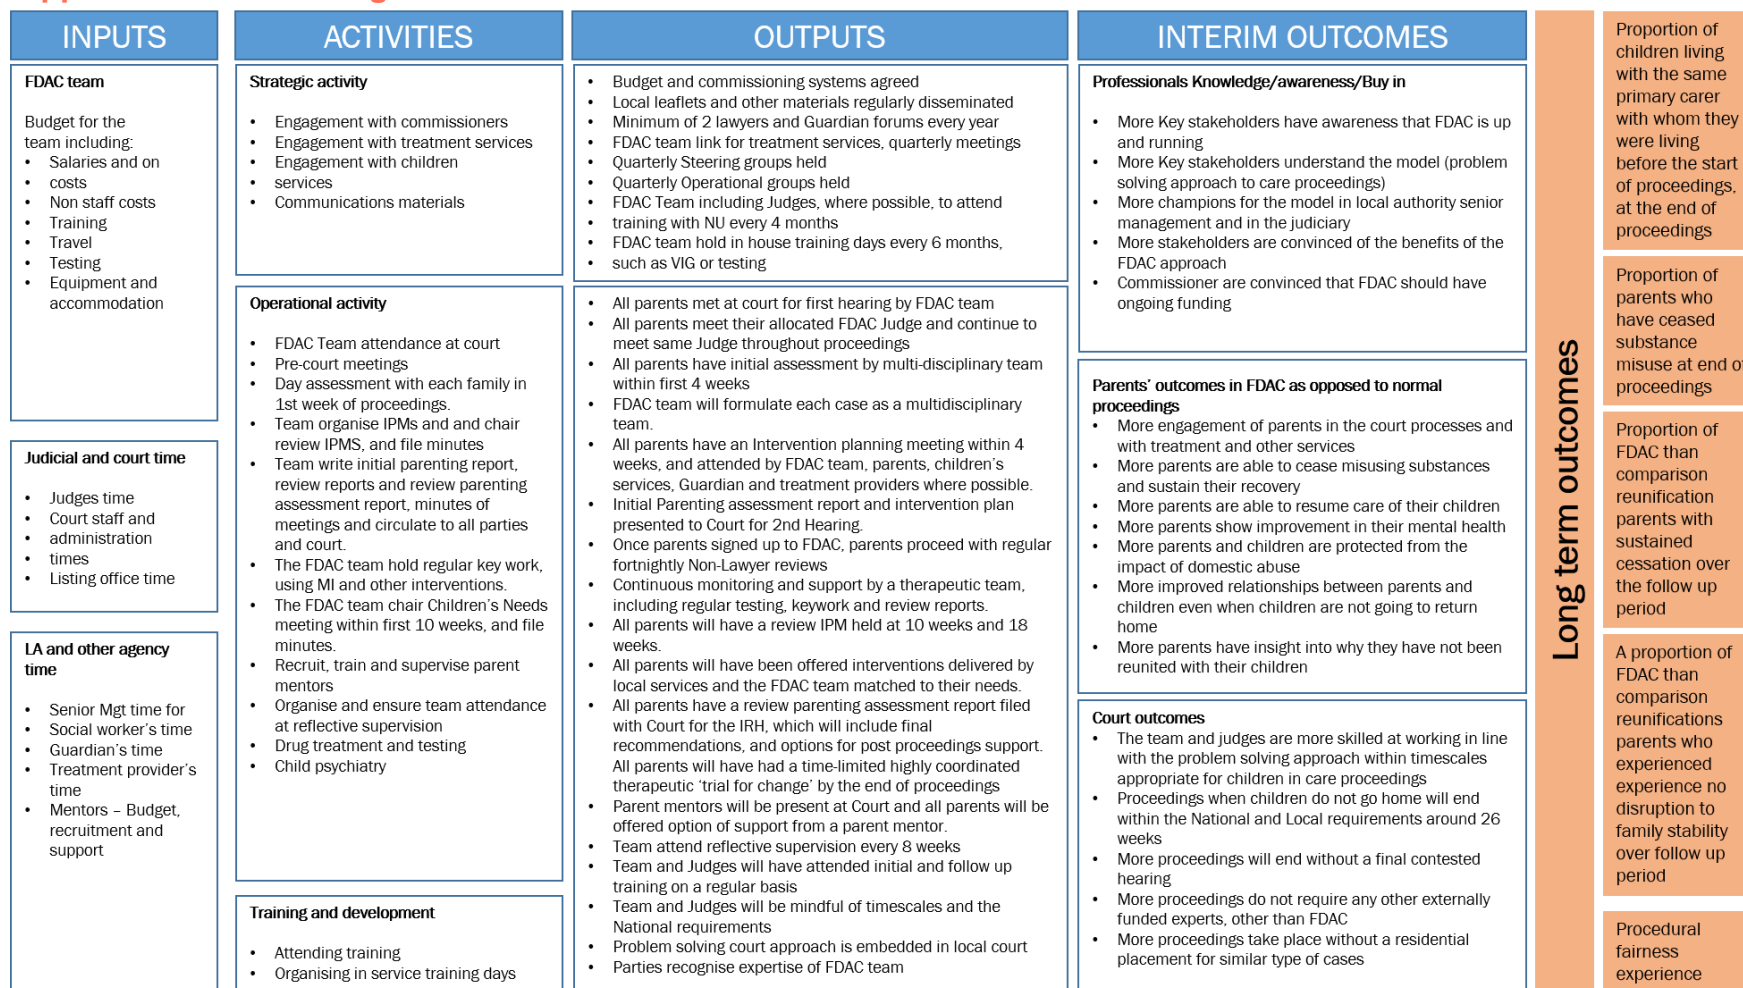 INPUTS
FDAC team
Budget for the
team including:
• Salaries and on
• costs
• Non staff costs
• Training
• Travel
• Testing
• Equipment and
accommodation
Judicial and court time
• Judges time
• Court staff and
• administration
• times
• Listing office time
LA and other agency
time
• Senior Mgt time for
• Social worker's time
• Guardian's time
• Treatment provider's
time
• Mentors – Budget,
recruitment and
support
ACTIVITIES
Strategic activity
• Engagement with commissioners
• Engagement with treatment services
• Engagement with children
• services
• Communications materials
Operational activity
• FDAC Team attendance at court
• Pre-court meetings
• Day assessment with each family in
1st week of proceedings.
• Team organise IPMs and and chair
review IPMS, and file minutes
• Team write initial parenting report,
review reports and review parenting
assessment report, minutes of
meetings and circulate to all parties
and court.
• The FDAC team hold regular key work,
using MI and other interventions.
• The FDAC team chair Children's Needs
meeting within first 10 weeks, and file
minutes.
• Recruit, train and supervise parent
mentors
• Organise and ensure team attendance
at reflective supervision
• Drug treatment and testing
• Child psychiatry
Training and development
• Attending training
• Organising in service training days
OUTPUTS
• Budget and commissioning systems agreed
• Local leaflets and other materials regularly disseminated
• Minimum of 2 lawyers and Guardian forums every year
• FDAC team link for treatment services, quarterly meetings
• Quarterly Steering groups held
• Quarterly Operational groups held
• FDAC Team including Judges, where possible, to attend
• training with NU every 4 months
• FDAC team hold in house training days every 6 months,
• such as VIG or testing
• All parents met at court for first hearing by FDAC team
• All parents meet their allocated FDAC Judge and continue to
meet same Judge throughout proceedings
• All parents have initial assessment by multi-disciplinary team
within first 4 weeks
• FDAC team will formulate each case as a multidisciplinary
team.
• All parents have an Intervention planning meeting within 4
weeks, and attended by FDAC team, parents, children's
services, Guardian and treatment providers where possible.
• Initial Parenting assessment report and intervention plan
presented to Court for 2nd Hearing.
• Once parents signed up to FDAC, parents proceed with regular
fortnightly Non-Lawyer reviews
• Continuous monitoring and support by a therapeutic team,
including regular testing, keywork and review reports.
• All parents will have a review IPM held at 10 weeks and 18
weeks.
• All parents will have been offered interventions delivered by
local services and the FDAC team matched to their needs.
• All parents have a review parenting assessment report filed
with Court for the IRH, which will include final
recommendations, and options for post proceedings support.
All parents will have had a time-limited highly coordinated
therapeutic 'trial for change' by the end of proceedings
• Parent mentors will be present at Court and all parents will be
offered option of support from a parent mentor.
• Team attend reflective supervision every 8 weeks
• Team and Judges will have attended initial and follow up
training on a regular basis
• Team and Judges will be mindful of timescales and the
National requirements
• Problem solving court approach is embedded in local court
• Parties recognise expertise of FDAC team
INTERIM OUTCOMES
Professionals Knowledge/awareness/Buy in
• More Key stakeholders have awareness that FDAC is up
and running
• More Key stakeholders understand the model (problem
solving approach to care proceedings)
• More champions for the model in local authority senior
management and in the judiciary
• More stakeholders are convinced of the benefits of the
FDAC approach
• Commissioner are convinced that FDAC should have
ongoing funding
Parents' outcomes in FDAC as opposed to normal
proceedings
• More engagement of parents in the court processes and
with treatment and other services
• More parents are able to cease misusing substances
and sustain their recovery
• More parents are able to resume care of their children
• More parents show improvement in their mental health
• More parents and children are protected from the
impact of domestic abuse
• More improved relationships between parents and
children even when children are not going to return
home
• More parents have insight into why they have not been
reunited with their children
Court outcomes
• The team and judges are more skilled at working in line
with the problem solving approach within timescales
appropriate for children in care proceedings
• Proceedings when children do not go home will end
within the National and Local requirements around 26
weeks
• More proceedings will end without a final contested
hearing
• More proceedings do not require any other externally
funded experts, other than FDAC
• More proceedings take place without a residential
placement for similar type of cases
Long term outcomes
Proportion of
children living
with the same
primary carer
with whom they
were living
before the start
of proceedings,
at the end of
proceedings
Proportion of
parents who
have ceased
substance
misuse at end of
proceedings
Proportion of
FDAC than
comparison
reunification
parents with
sustained
cessation over
the follow up
period
A proportion of
FDAC than
comparison
reunifications
parents who
experienced
experience no
disruption to
family stability
over follow up
period
Procedural
fairness
experience